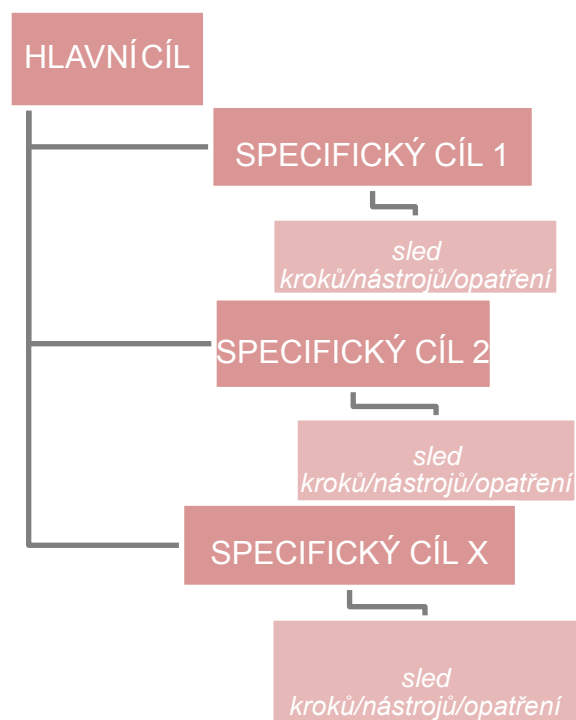 HLAVNÍ CÍL
SPECIFICKÝ CÍL 1
sled
kroků/nástrojů/opatření
SPECIFICKÝ CÍL 2
sled
kroků/nástrojů/opatření
SPECIFICKÝ CÍL X
sled
kroků/nástrojů/opatření